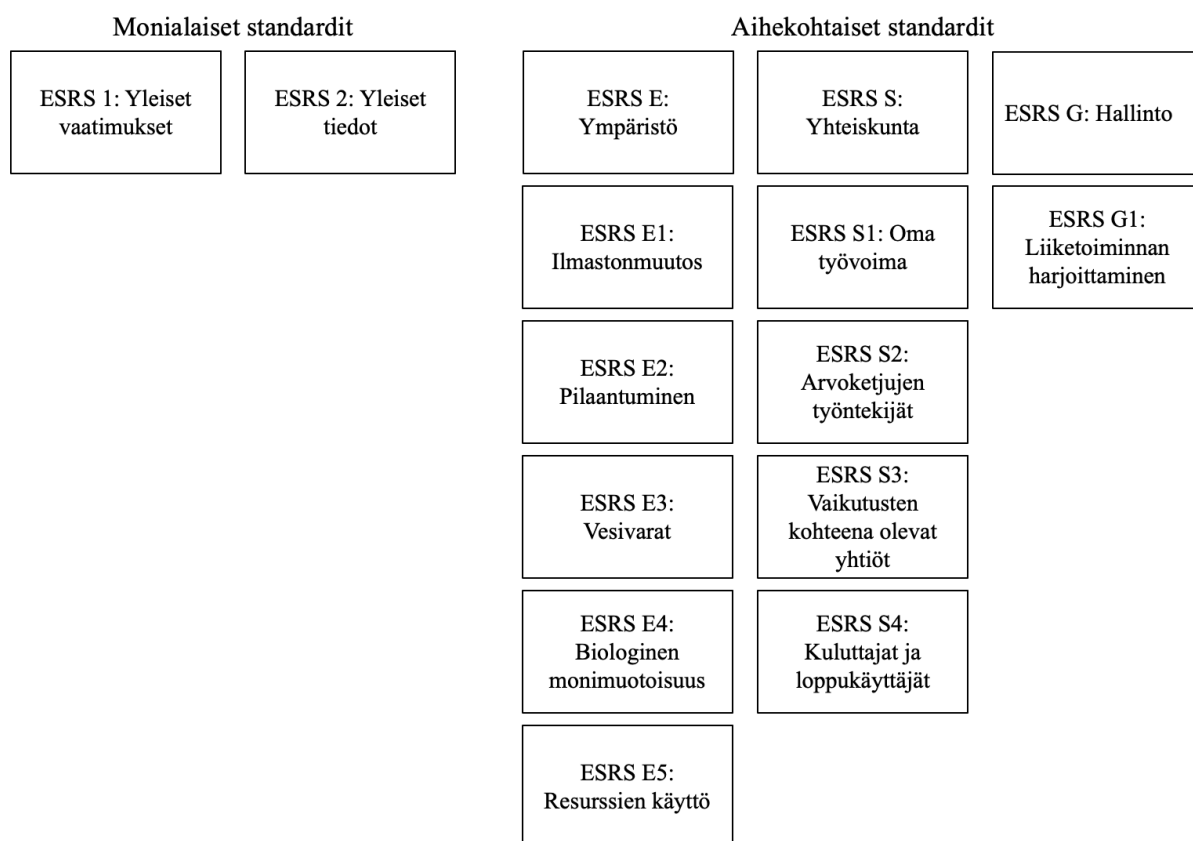 Monialaiset standardit
Aihekohtaiset standardit
ESRS 1: Yleiset
vaatimukset
ESRS 2: Yleiset
tiedot
ESRS E:
Ympäristö
ESRS S:
Yhteiskunta
ESRS G: Hallinto
ESRS E1:
Ilmastonmuutos
ESRS S1: Oma
työvoima
ESRS G1:
Liiketoiminnan
harjoittaminen
ESRS E2:
Pilaantuminen
ESRS S2:
Arvoketjujen
työntekijät
ESRS E3:
Vesivarat
ESRS S3:
Vaikutusten
kohteena olevat
yhtiöt
ESRS E4:
Biologinen
monimuotoisuus
ESRS S4:
Kuluttajat ja
loppukäyttäjät
ESRS E5:
Resurssien käyttö